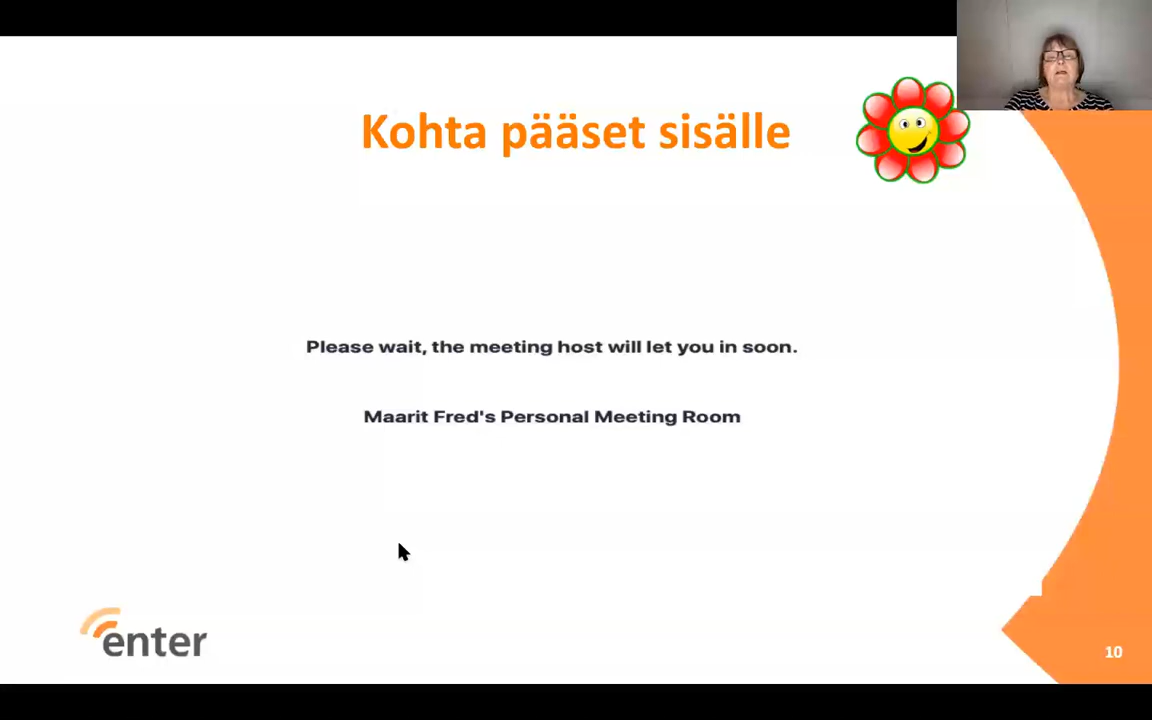 Kohta pääset sisälle
Please wait, the meeting host will let you in soon.
Maarit Fred's Personal Meeting Room
enter
10